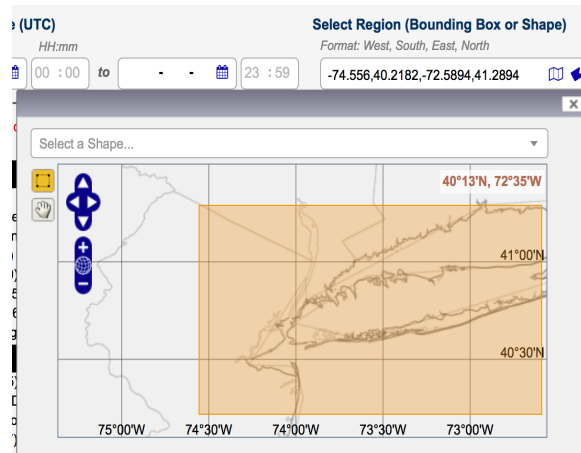 (UTC)
Select Region (Bounding Box or Shape)
HH:mm
Format: West, South, East, North
00 : 00 to - - 23 : 59
-74.556,40.2182,-72.5894,41.2894
x
Select a Shape...
40°13'N, 72°35'W
41°00'N
40°30'N
75°00'W 74°30'W 74°00'W 73°30'W 73°00'W